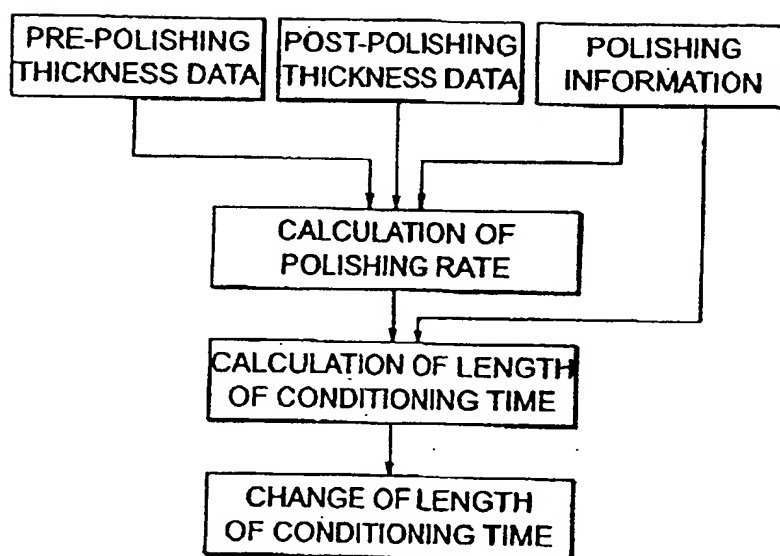 PRE-POLISHING
THICKNESS DATA
POST-POLISHING
THICKNESS DATA
POLISHING
INFORMATION
CALCULATION OF
POLISHING RATE
CALCULATION OF LENGTH
OF CONDITIONING TIME
CHANGE OF LENGTH
OF CONDITIONING TIME